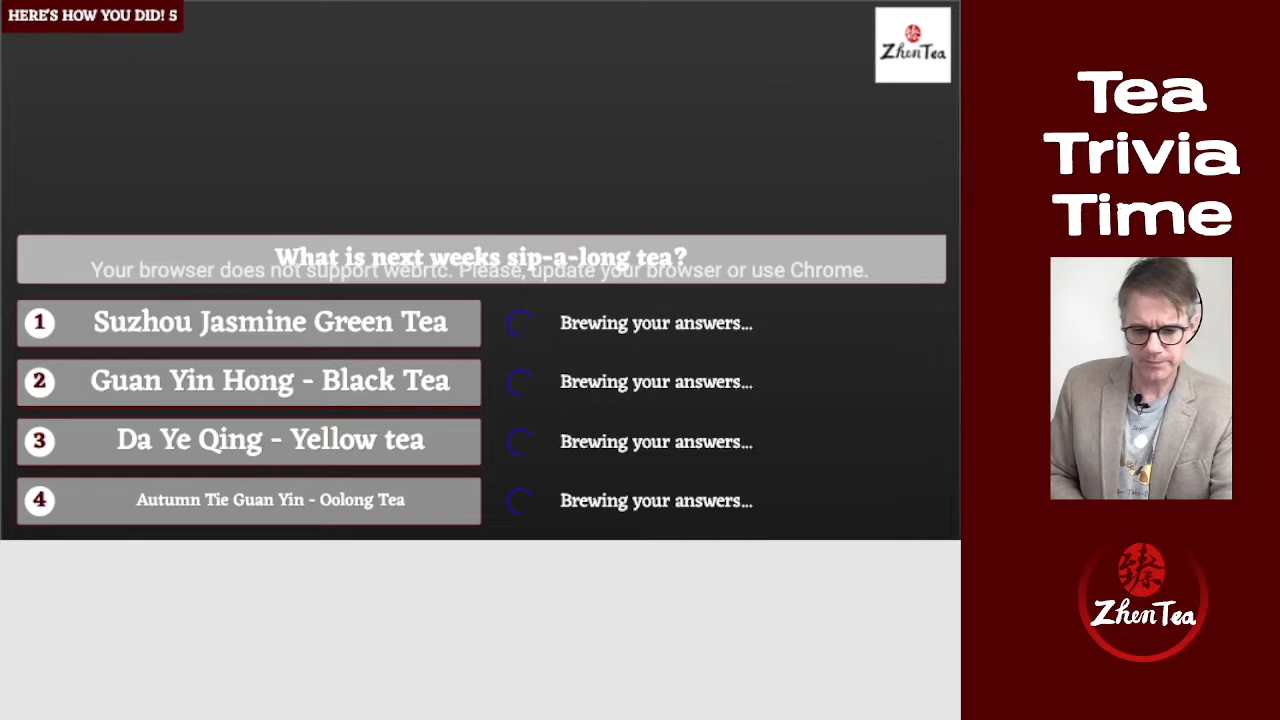 HERE'S HOW YOU DID! 5
臻
ZhenTea
What is next weeks sip-a-long tea?
Your browser does not support webrtc. Please, update your browser or use Chrome.
1 Suzhou Jasmine Green Tea Brewing your answers...
2 Guan Yin Hong - Black Tea Brewing your answers...
3 Da Ye Qing - Yellow tea Brewing your answers...
4 Autumn Tie Guan Yin - Oolong Tea Brewing your answers...
Tea
Trivia
Time
臻
ZhenTea